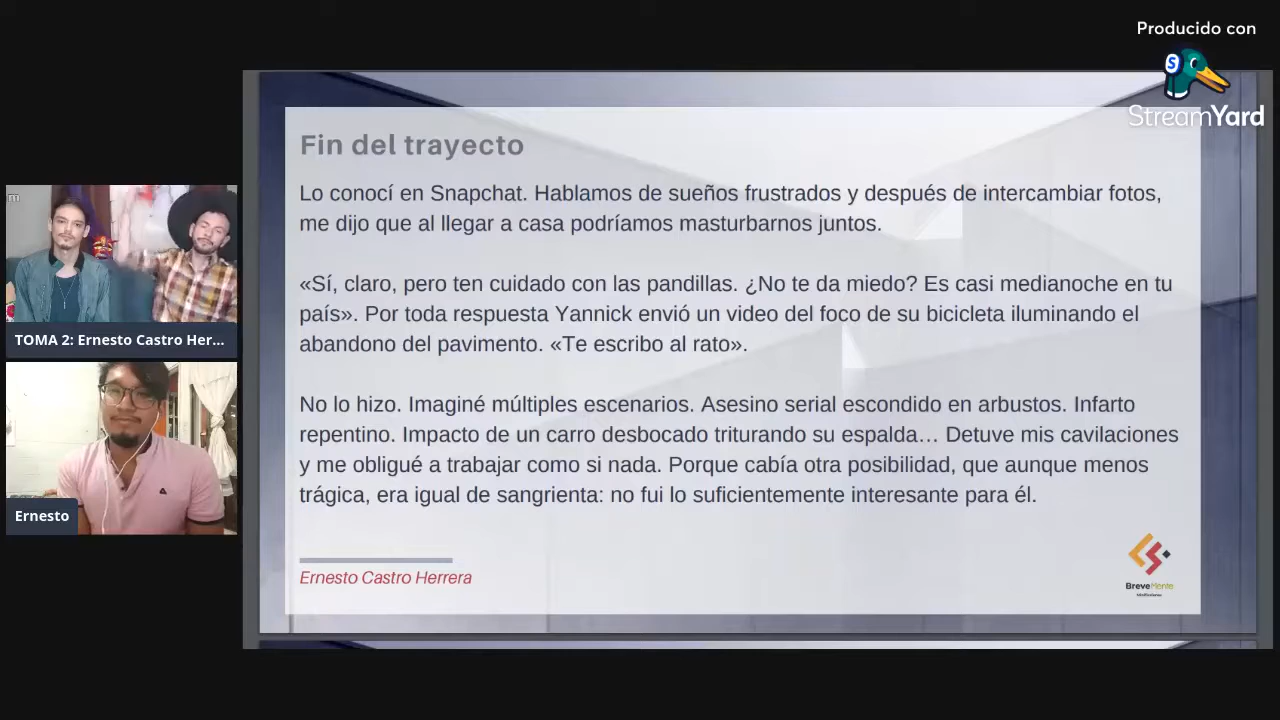 Producido con
StreamYard
Fin del trayecto
Lo conocí en Snapchat. Hablamos de sueños frustrados y después de intercambiar fotos,
me dijo que al llegar a casa podríamos masturbarnos juntos.
«Sí, claro, pero ten cuidado con las pandillas. ¿No te da miedo? Es casi medianoche en tu
país». Por toda respuesta Yannick envió un video del foco de su bicicleta iluminando el
abandono del pavimento. «Te escribo al rato».
No lo hizo. Imaginé múltiples escenarios. Asesino serial escondido en arbustos. Infarto
repentino. Impacto de un carro desbocado triturando su espalda… Detuve mis cavilaciones
y me obligué a trabajar como si nada. Porque cabía otra posibilidad, que aunque menos
trágica, era igual de sangrienta: no fui lo suficientemente interesante para él.
Ernesto Castro Herrera
BreveMente
TOMA 2: Ernesto Castro Her...
Ernesto